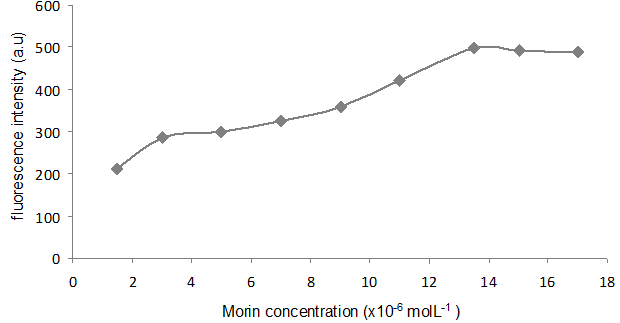 600
500
400
300
200
100
0
fluorescence intensity (a.u)
0 2 4 6 8 10 12 14 16 18
Morin concentration (x10⁻⁶ molL⁻¹ )